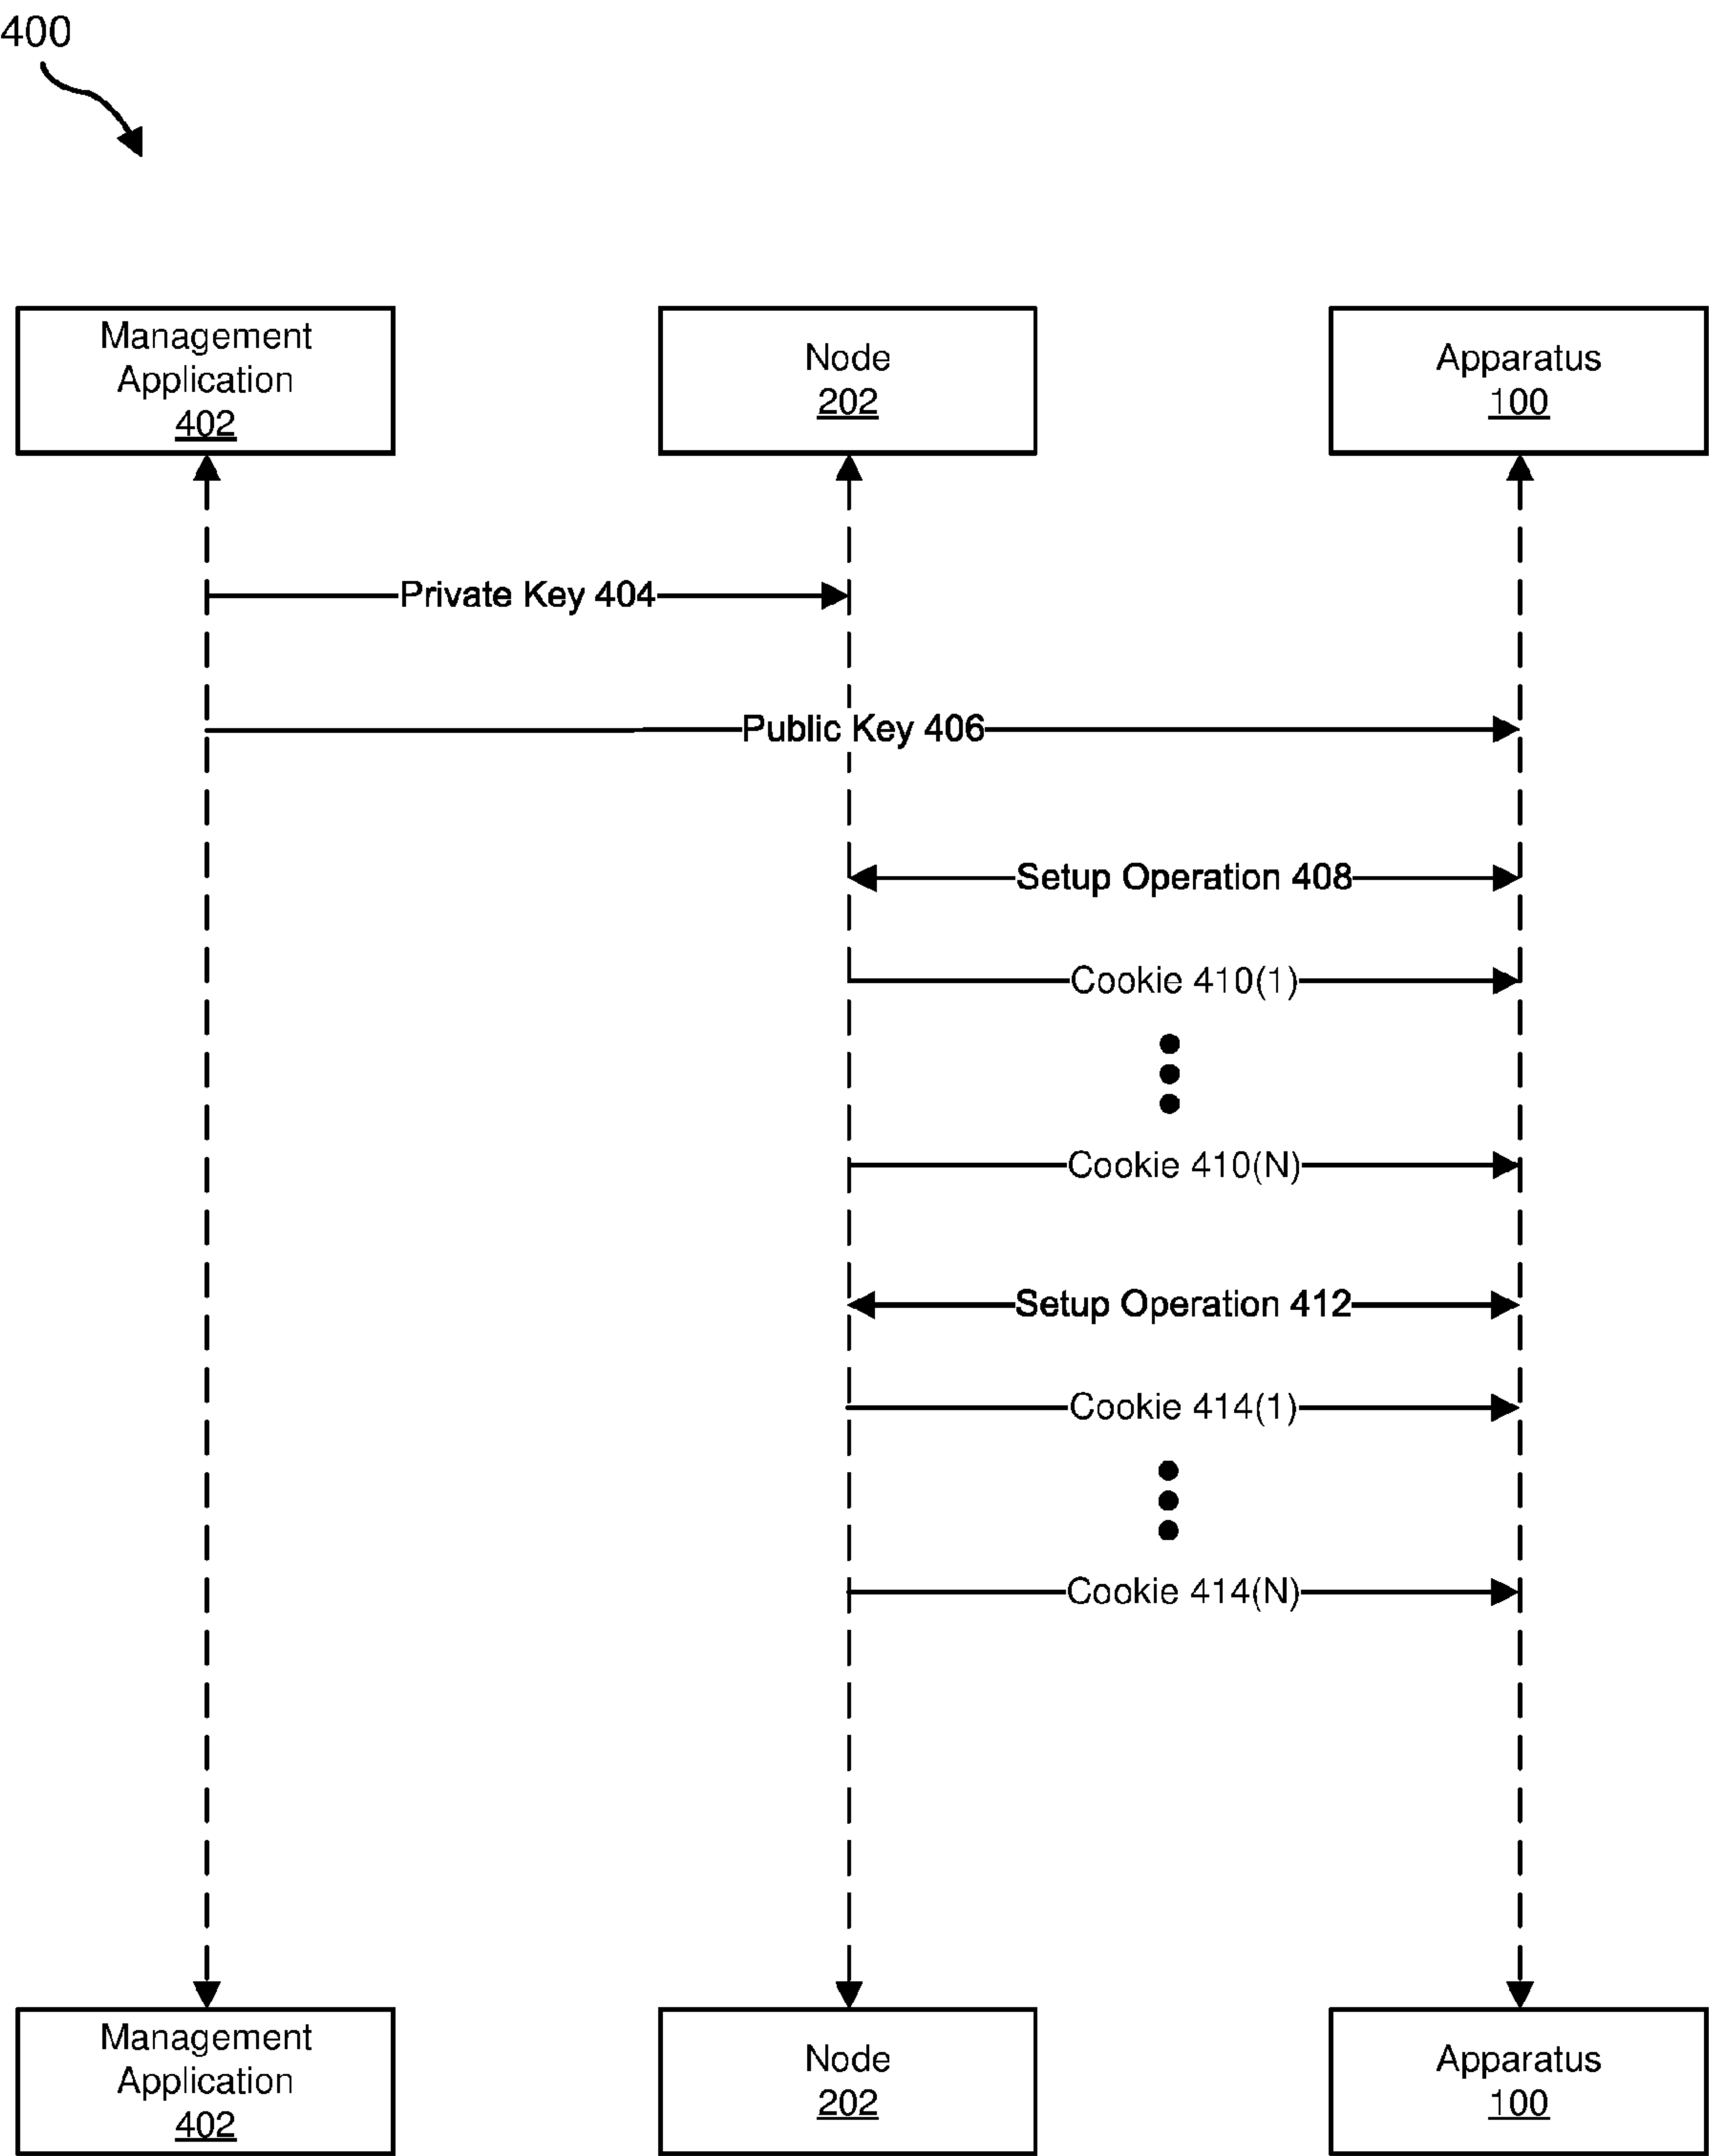 400
Management
Application
402
Node
202
Apparatus
100
Private Key 404
Public Key 406
Setup Operation 408
Cookie 410(1)
Cookie 410(N)
Setup Operation 412
Cookie 414(1)
Cookie 414(N)
Management
Application
402
Node
202
Apparatus
100